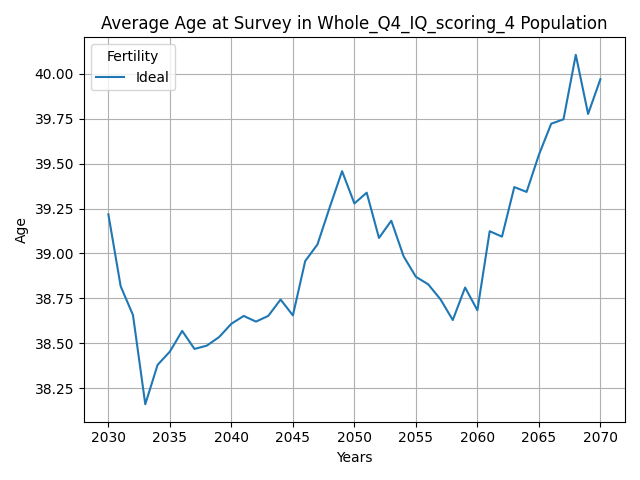 Average Age at Survey in Whole_Q4_IQ_scoring_4 Population
Fertility
Ideal
40.00
39.75
39.50
39.25
39.00
38.75
38.50
38.25
Age
2030 2035 2040 2045 2050 2055 2060 2065 2070
Years